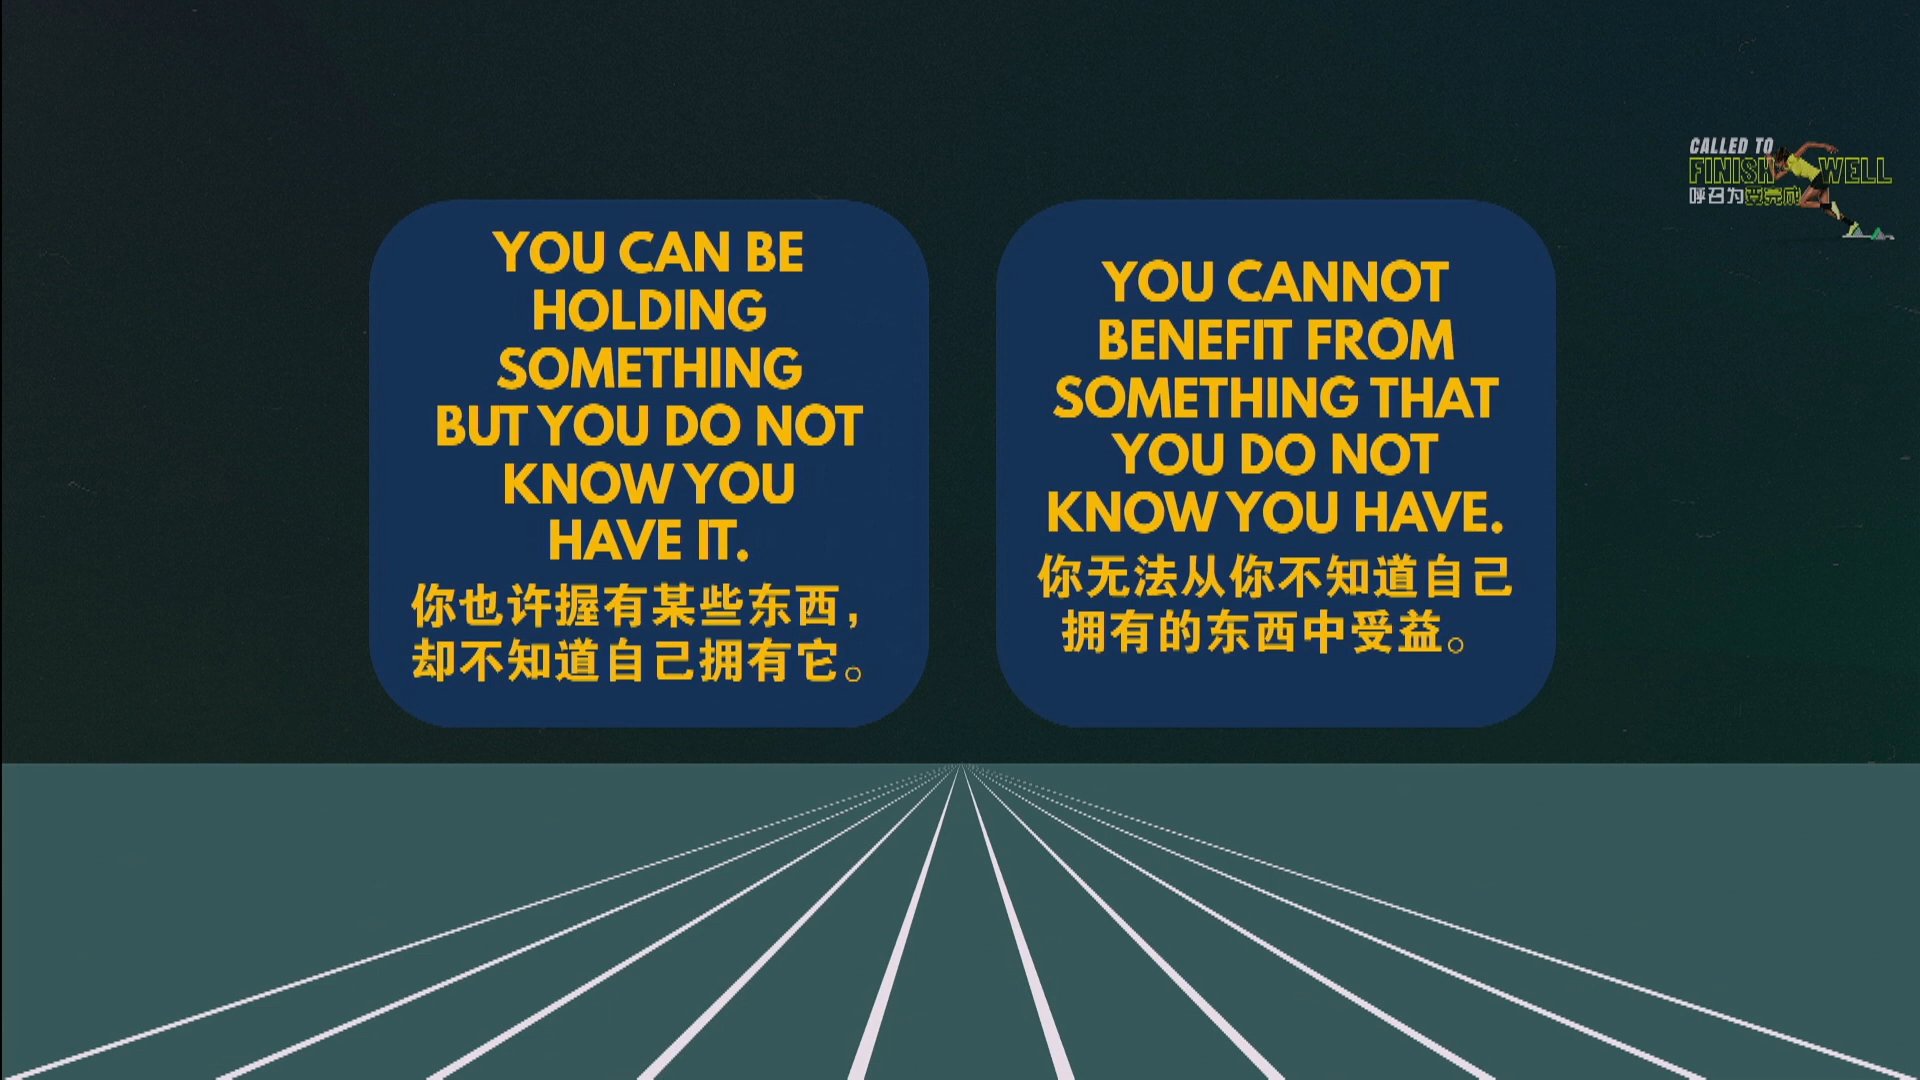 CALLED TO
FINISH WELL
呼召为要完成
YOU CAN BE
HOLDING
SOMETHING
BUT YOU DO NOT
KNOW YOU
HAVE IT.
你也许握有某些东西，
却不知道自己拥有它。
YOU CANNOT
BENEFIT FROM
SOMETHING THAT
YOU DO NOT
KNOW YOU HAVE.
你无法从你不知道自己
拥有的东西中受益。